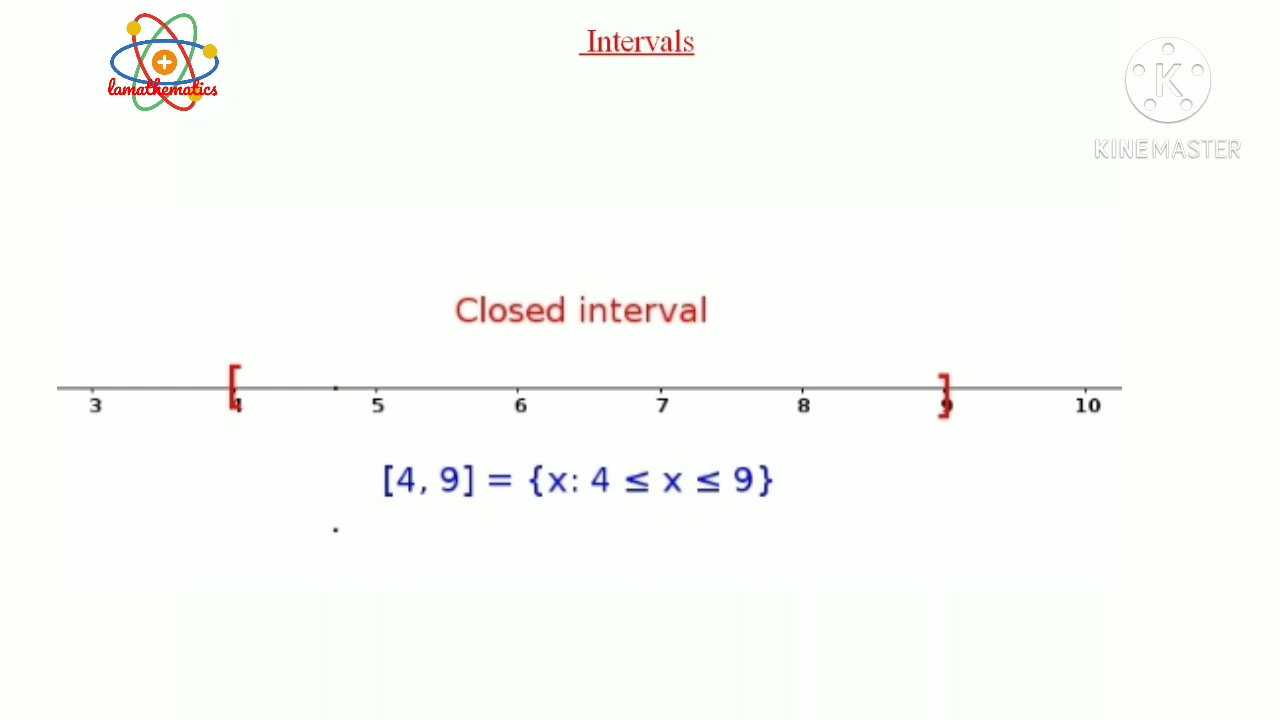 Intervals
lamathematics
K
KINEMASTER
Closed interval
[ ]
3 4 5 6 7 8 9 10
[4, 9] = {x: 4 ≤ x ≤ 9}